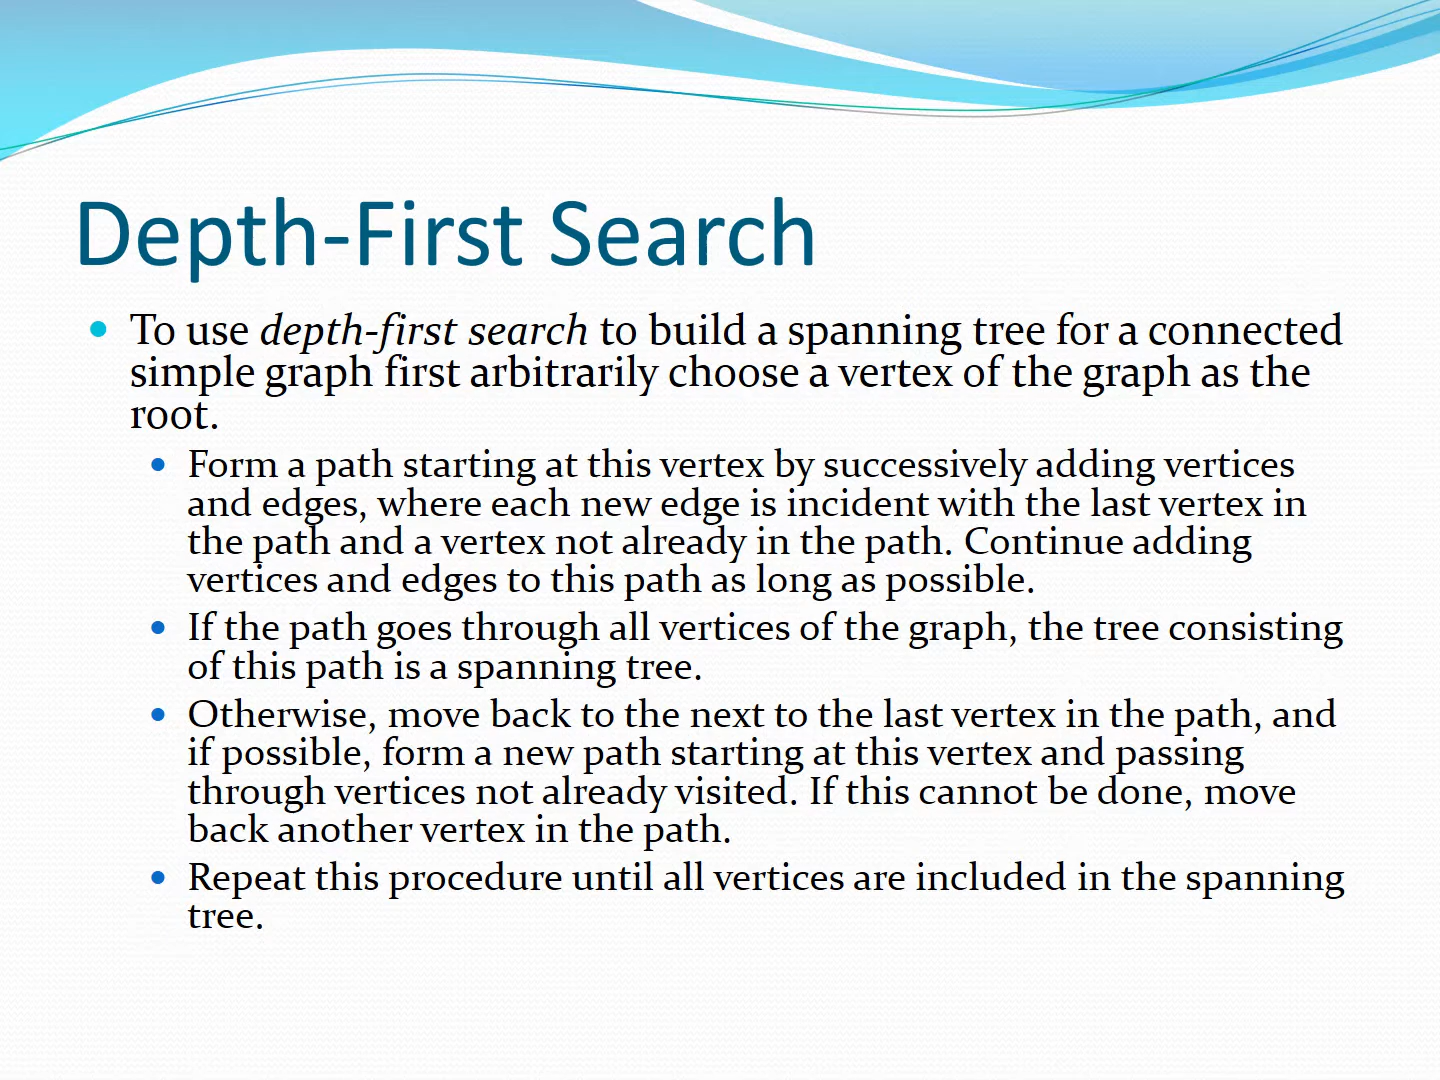 Depth-First Search
To use depth-first search to build a spanning tree for a connected
simple graph first arbitrarily choose a vertex of the graph as the
root.
Form a path starting at this vertex by successively adding vertices
and edges, where each new edge is incident with the last vertex in
the path and a vertex not already in the path. Continue adding
vertices and edges to this path as long as possible.
If the path goes through all vertices of the graph, the tree consisting
of this path is a spanning tree.
Otherwise, move back to the next to the last vertex in the path, and
if possible, form a new path starting at this vertex and passing
through vertices not already visited. If this cannot be done, move
back another vertex in the path.
Repeat this procedure until all vertices are included in the spanning
tree.